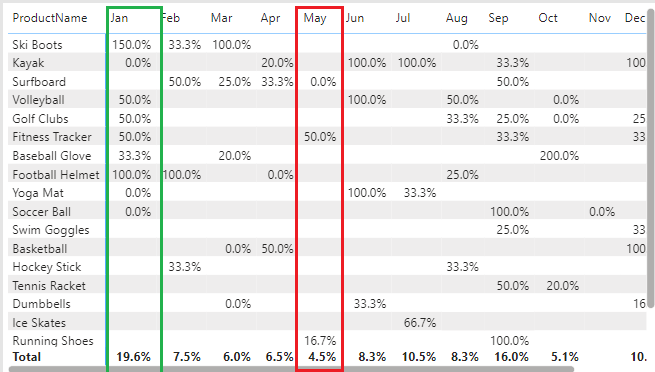 ProductName Jan Feb Mar Apr May Jun Jul Aug Sep Oct Nov Dec
Ski Boots 150.0% 33.3% 100.0% 0.0%
Kayak 0.0% 20.0% 100.0% 100.0% 33.3% 100
Surfboard 50.0% 25.0% 33.3% 0.0% 50.0%
Volleyball 50.0% 100.0% 50.0% 0.0%
Golf Clubs 50.0% 33.3% 25.0% 0.0% 25
Fitness Tracker 50.0% 50.0% 33.3% 33
Baseball Glove 33.3% 20.0% 200.0%
Football Helmet 100.0% 100.0% 0.0% 25.0%
Yoga Mat 0.0% 100.0% 33.3%
Soccer Ball 0.0% 100.0% 0.0%
Swim Goggles 25.0% 33
Basketball 0.0% 50.0% 100
Hockey Stick 33.3% 33.3%
Tennis Racket 50.0% 20.0%
Dumbbells 0.0% 33.3% 16
Ice Skates 66.7%
Running Shoes 16.7% 100.0%
Total 19.6% 7.5% 6.0% 6.5% 4.5% 8.3% 10.5% 8.3% 16.0% 5.1% 10.